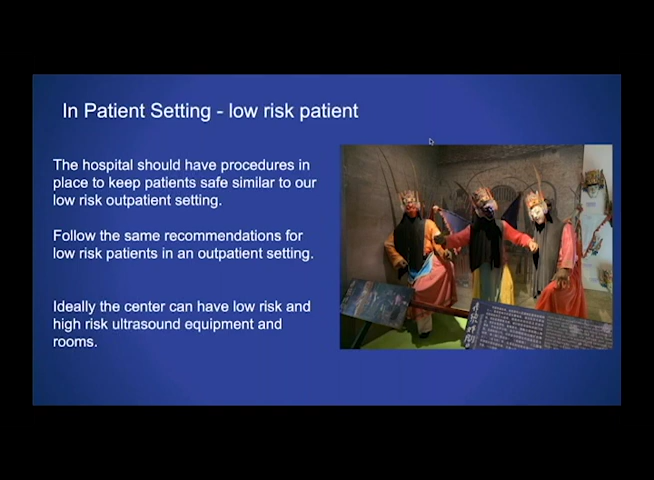 In Patient Setting - low risk patient
The hospital should have procedures in
place to keep patients safe similar to our
low risk outpatient setting.
Follow the same recommendations for
low risk patients in an outpatient setting.
Ideally the center can have low risk and
high risk ultrasound equipment and
rooms.